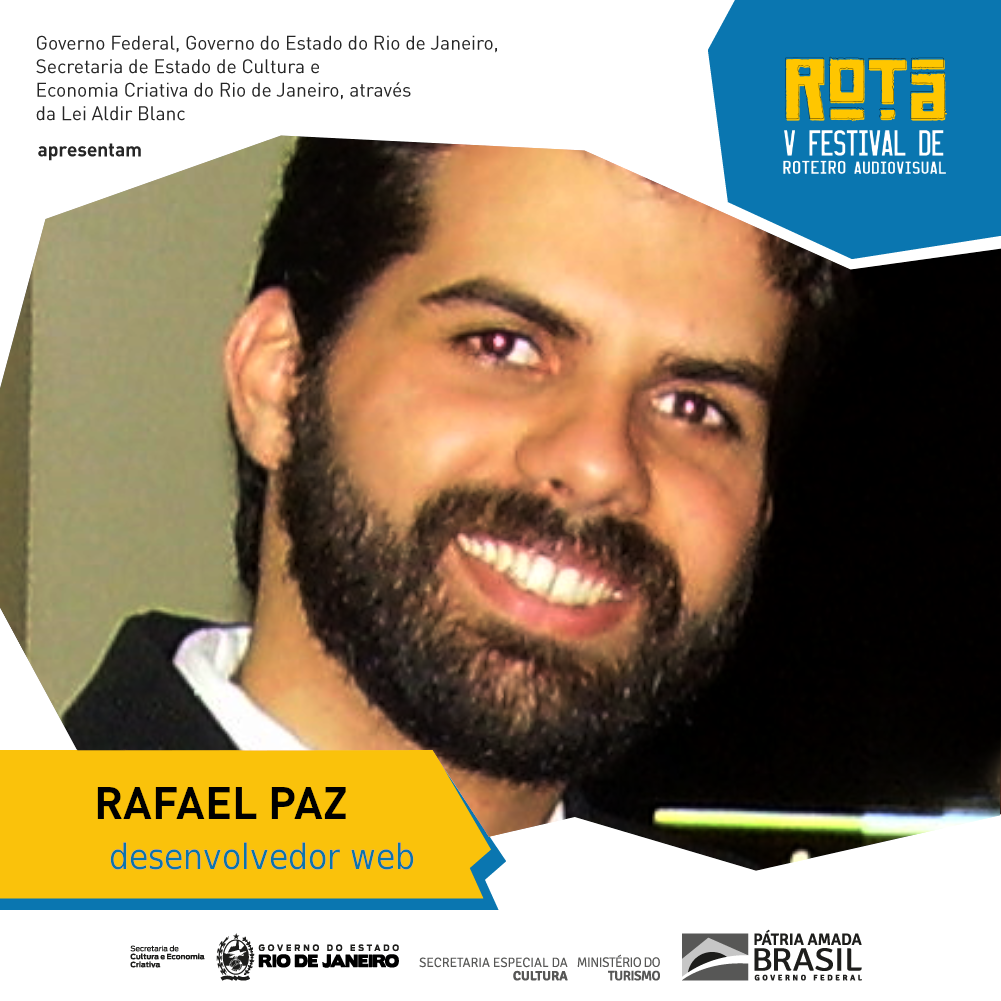 Governo Federal, Governo do Estado do Rio de Janeiro,
Secretaria de Estado de Cultura e
Economia Criativa do Rio de Janeiro, através
da Lei Aldir Blanc
apresentam
ROTA
V FESTIVAL DE
ROTEIRO AUDIOVISUAL
RAFAEL PAZ
desenvolvedor web
Secretaria de
Cultura e Economia
Criativa
GOVERNO DO ESTADO
RIO DE JANEIRO
SECRETARIA ESPECIAL DA
CULTURA
MINISTÉRIO DO
TURISMO
PÁTRIA AMADA
BRASIL
GOVERNO FEDERAL